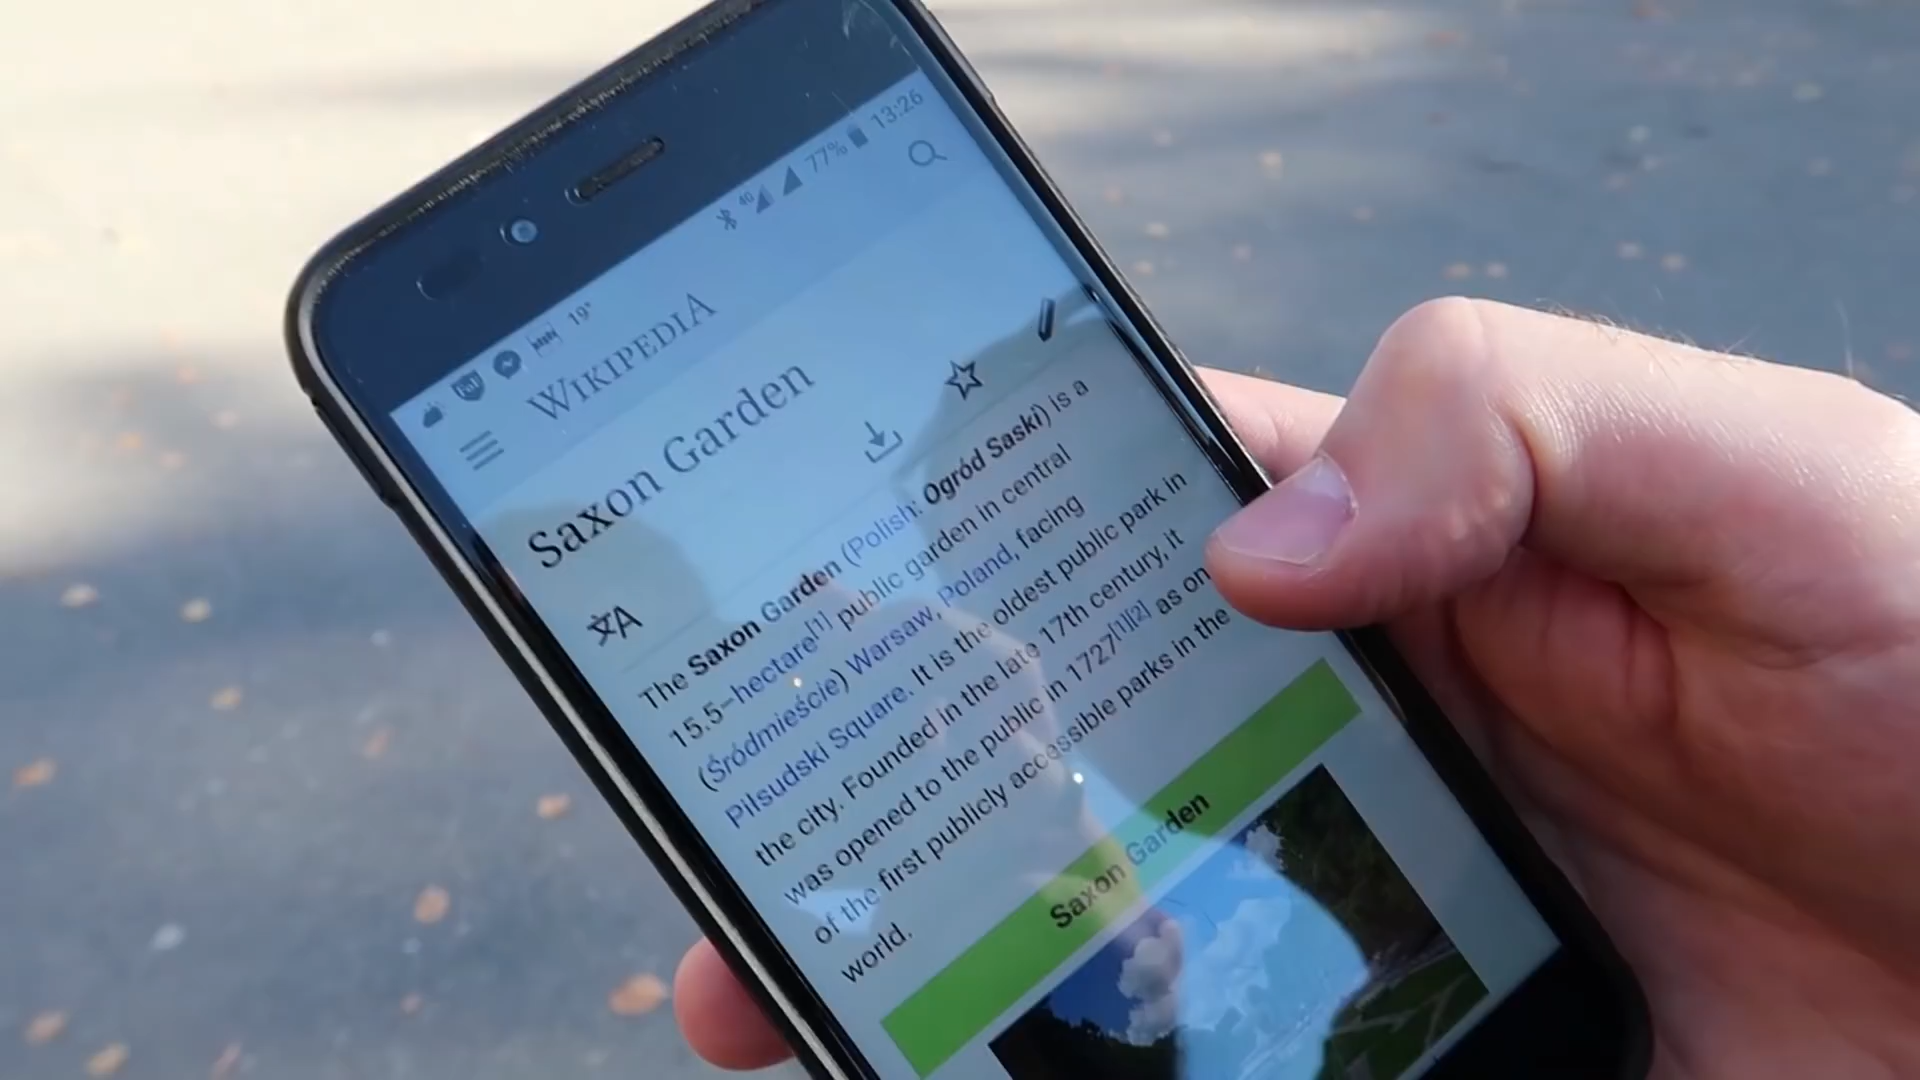 19° 4G 77% 13:26
WIKIPEDIA
Saxon Garden
文A
The Saxon Garden (Polish: Ogród Saski) is a
15.5–hectare[1] public garden in central
(Śródmieście) Warsaw, Poland, facing
Piłsudski Square. It is the oldest public park in
the city. Founded in the late 17th century, it
was opened to the public in 1727[1][2] as on
of the first publicly accessible parks in the
world.
Saxon Garden